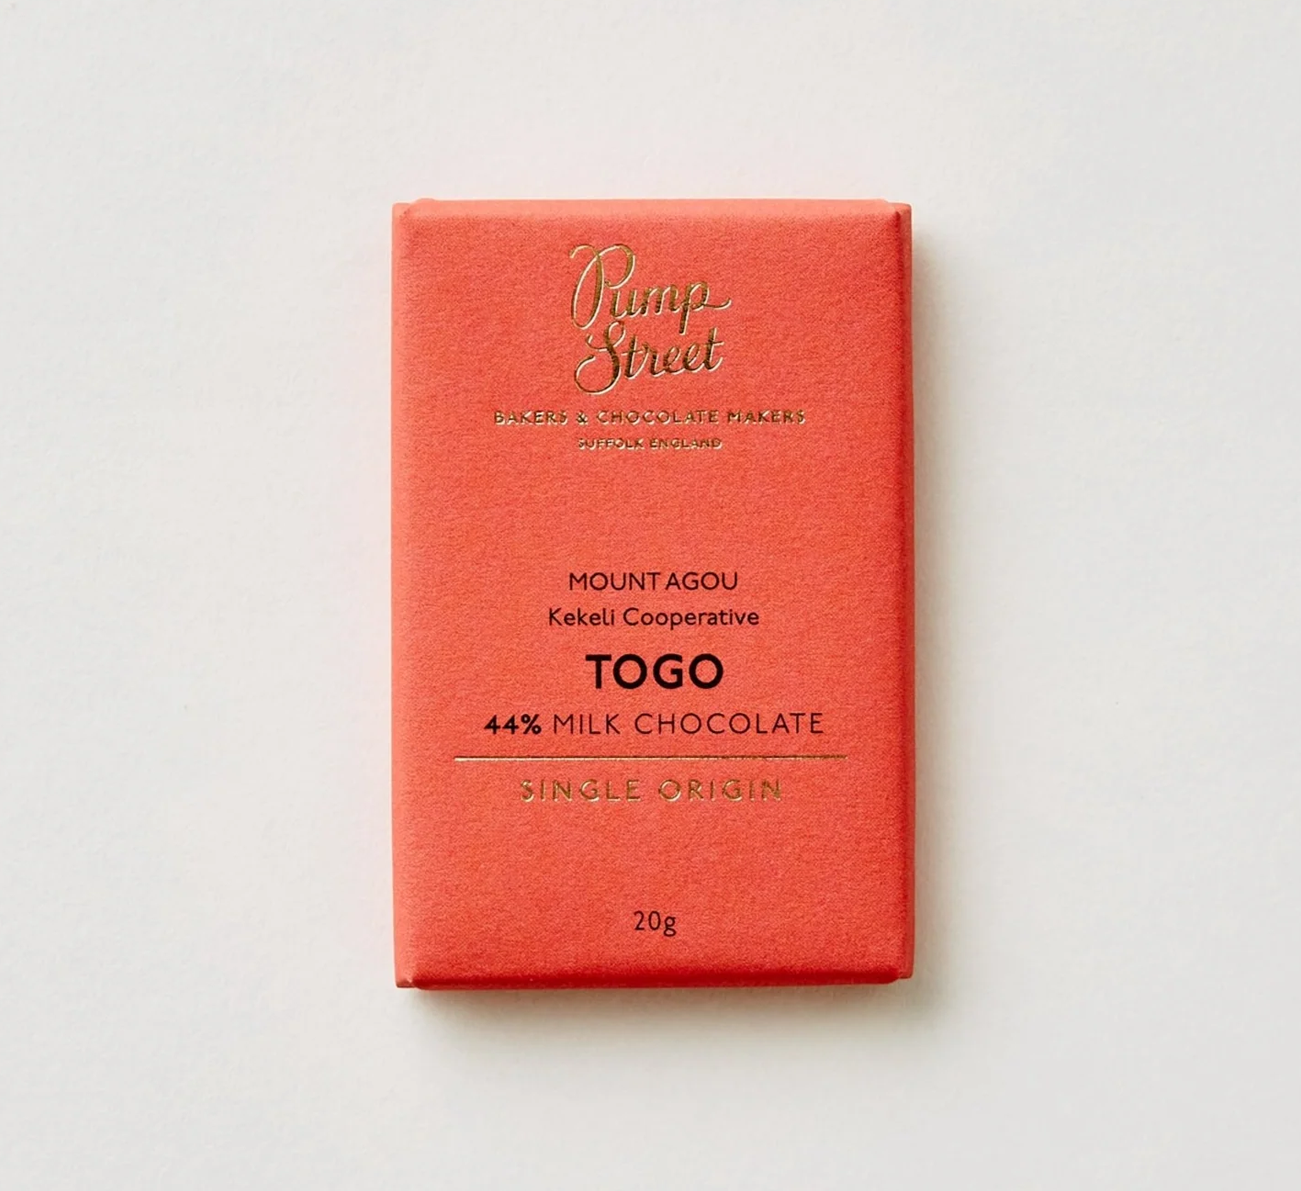 Pump
Street
BAKERS & CHOCOLATE MAKERS
SUFFOLK ENGLAND
MOUNT AGOU
Kekeli Cooperative
TOGO
44% MILK CHOCOLATE
SINGLE ORIGIN
20g